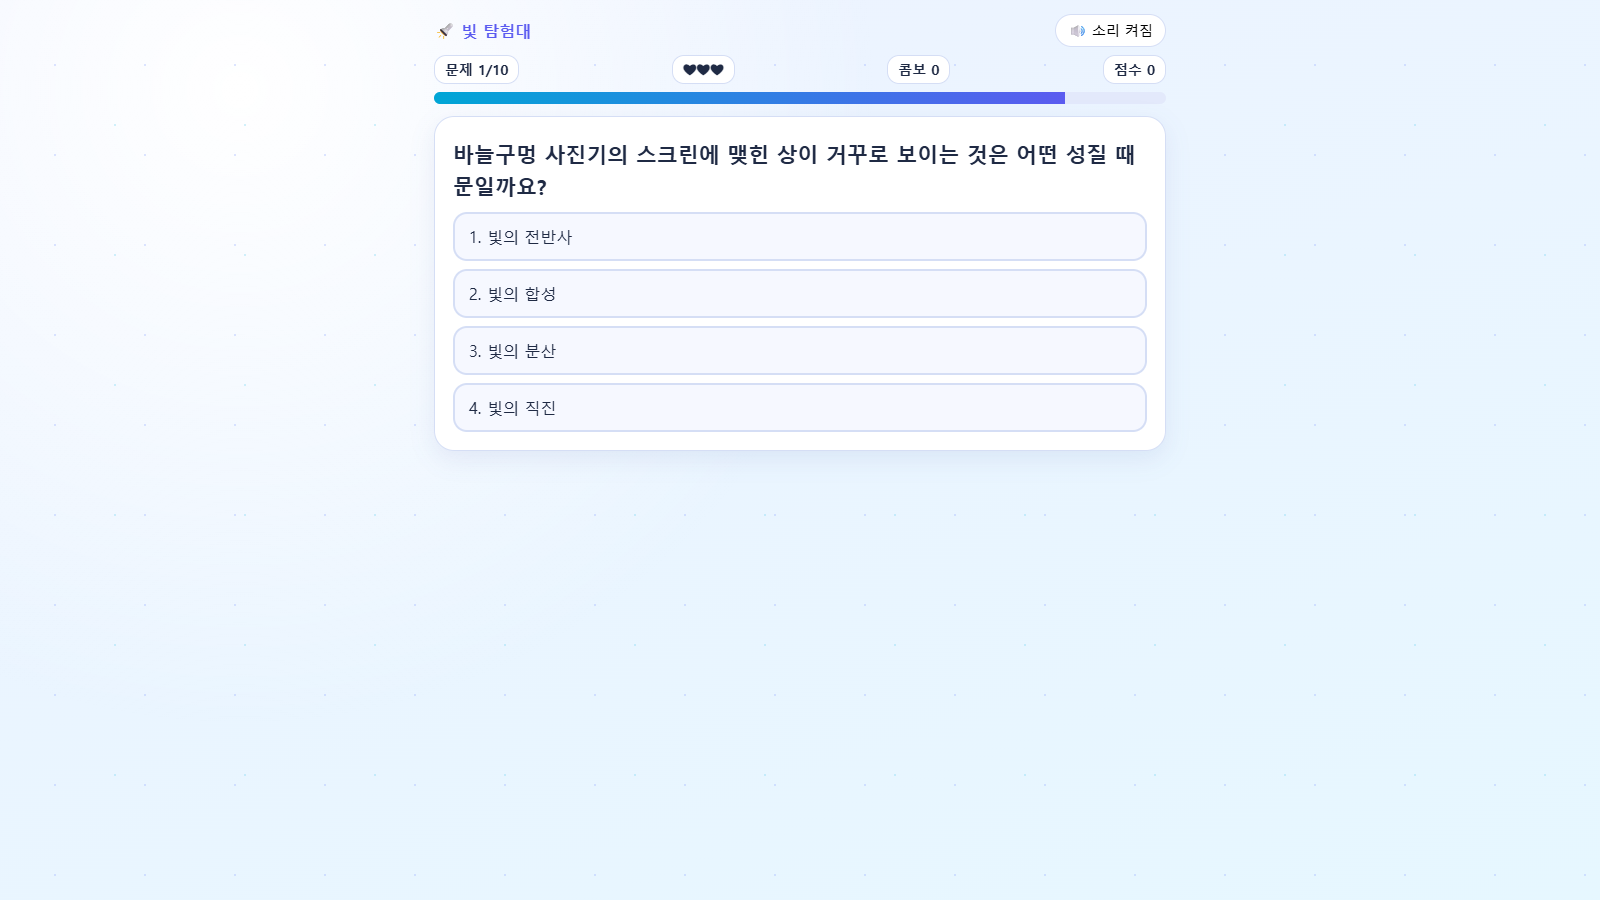 빛 탐험대
소리 켜짐
문제 1/10
콤보 0
점수 0
바늘구멍 사진기의 스크린에 맺힌 상이 거꾸로 보이는 것은 어떤 성질 때
문일까요?
1. 빛의 전반사
2. 빛의 합성
3. 빛의 분산
4. 빛의 직진